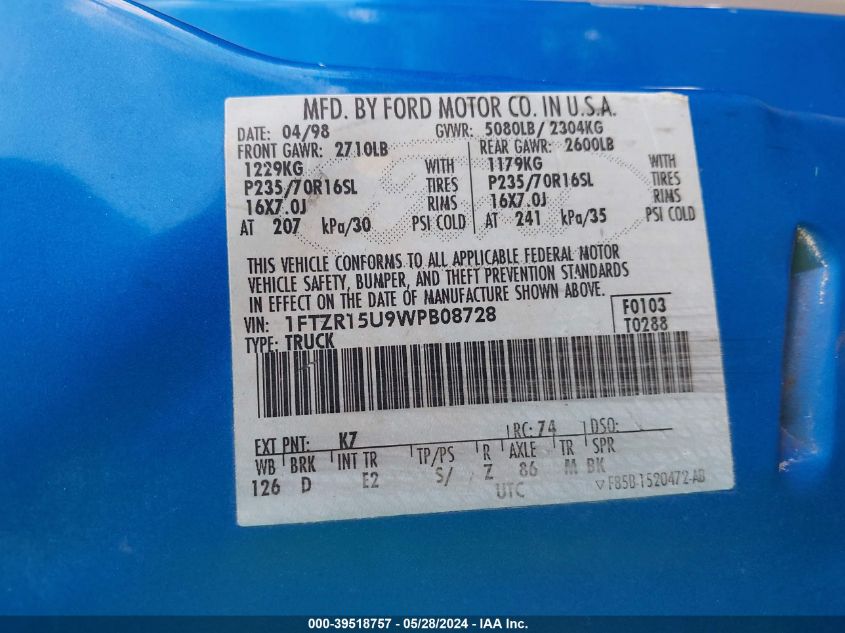 MFD. BY FORD MOTOR CO. IN U.S.A.
DATE: 04/98 GVWR: 5080LB/ 2304KG
FRONT GAWR: 2710LB REAR GAWR: 2600LB
1229KG WITH 1179KG WITH
P235/70R16SL TIRES P235/70R16SL TIRES
16X7.0J RIMS 16X7.0J RIMS
AT 207 kPa/30 PSI COLD AT 241 kPa/35 PSI COLD
THIS VEHICLE CONFORMS TO ALL APPLICABLE FEDERAL MOTOR
VEHICLE SAFETY, BUMPER, AND THEFT PREVENTION STANDARDS
IN EFFECT ON THE DATE OF MANUFACTURE SHOWN ABOVE.
VIN: 1FTZR15U9WPB08728 F0103
TYPE: TRUCK T0288
EXT PNT: K7 RC: 74 DSO:
WB BRK INT TR TP/PS R AXLE TR SPR
126 D E2 S/ Z 86 M BK
UTC ▽ F85B-1520472-AB
000-39518757 - 05/28/2024 - IAA Inc.